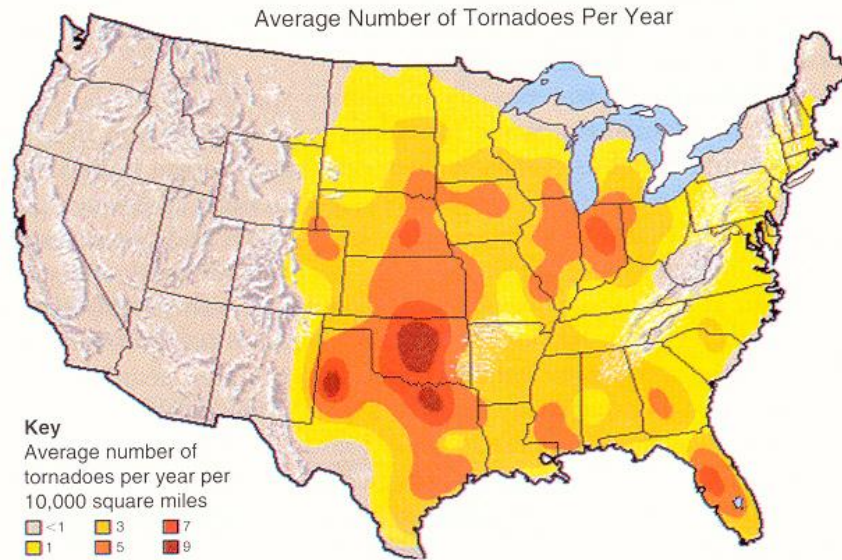 Average Number of Tornadoes Per Year
Key
Average number of
tornadoes per year per
10,000 square miles
<1 3 7
1 5 9